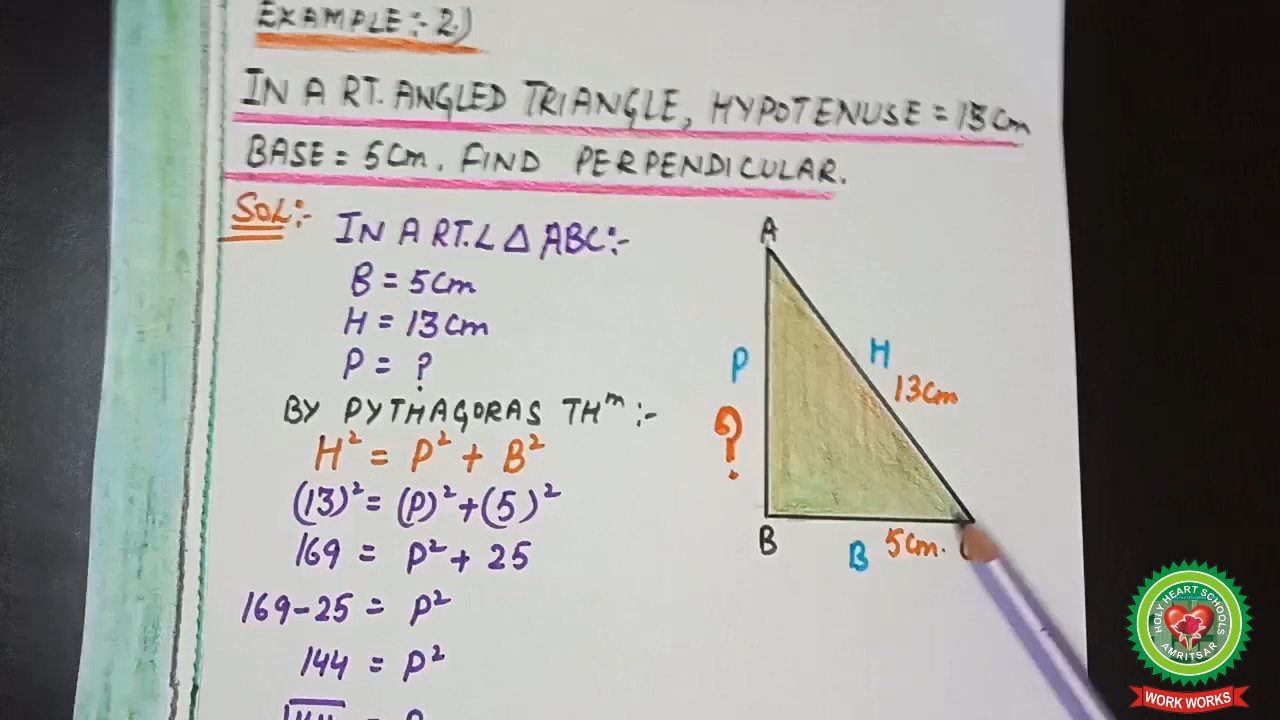 EXAMPLE:- 2)
IN A RT. ANGLED TRIANGLE, HYPOTENUSE = 13cm
BASE = 5cm. FIND PERPENDICULAR.
SOL:-
IN A RT.∠ △ ABC:-
B = 5cm
H = 13cm
P = ?
BY PYTHAGORAS THᵐ:-
H² = P² + B²
(13)² = (P)² + (5)²
169 = P² + 25
169-25 = P²
144 = P²
A
P
H
13cm
?
B
B
5cm.
HOLY HEART SCHOOLS
AMRITSAR
WORK WORKS